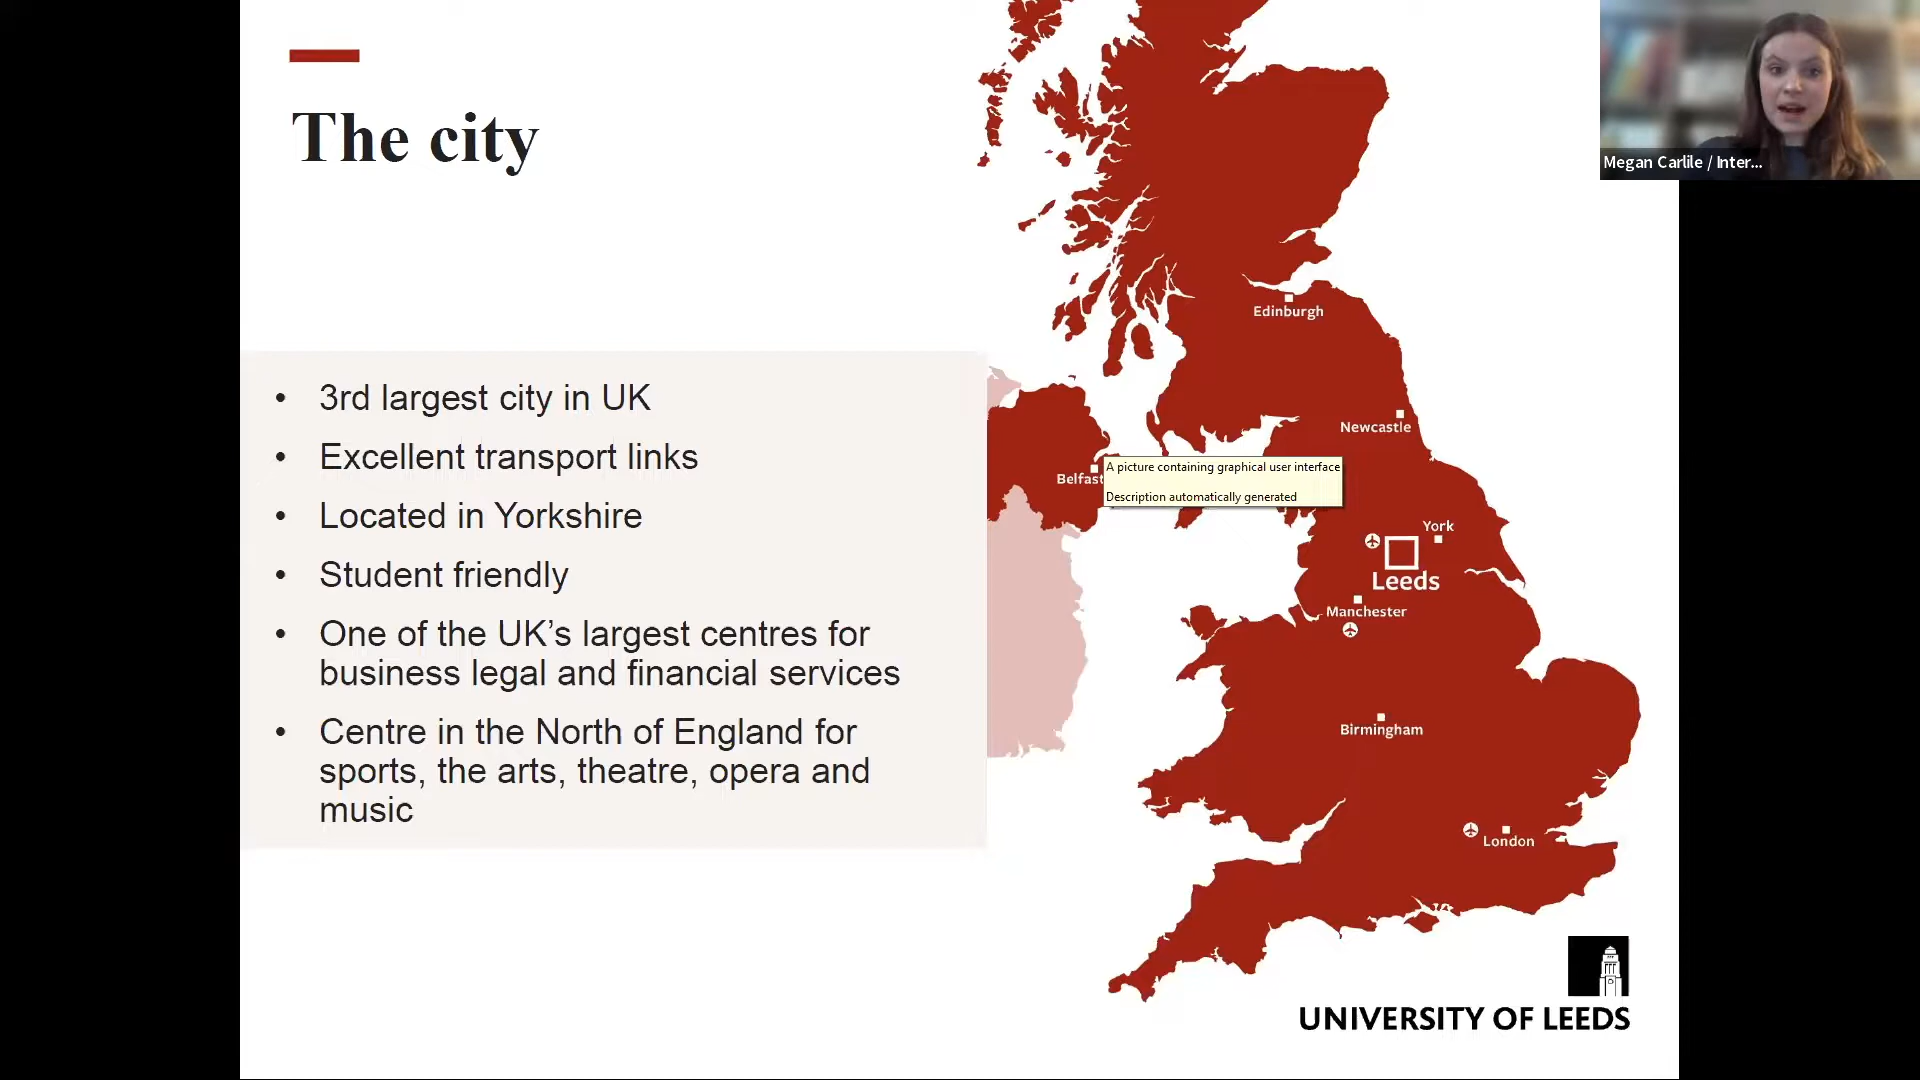 The city
Megan Carlile / Inter...
• 3rd largest city in UK
• Excellent transport links
• Located in Yorkshire
• Student friendly
• One of the UK’s largest centres for
business legal and financial services
• Centre in the North of England for
sports, the arts, theatre, opera and
music
Edinburgh
Newcastle
Belfast
A picture containing graphical user interface
Description automatically generated
York
Leeds
Manchester
Birmingham
London
UNIVERSITY OF LEEDS